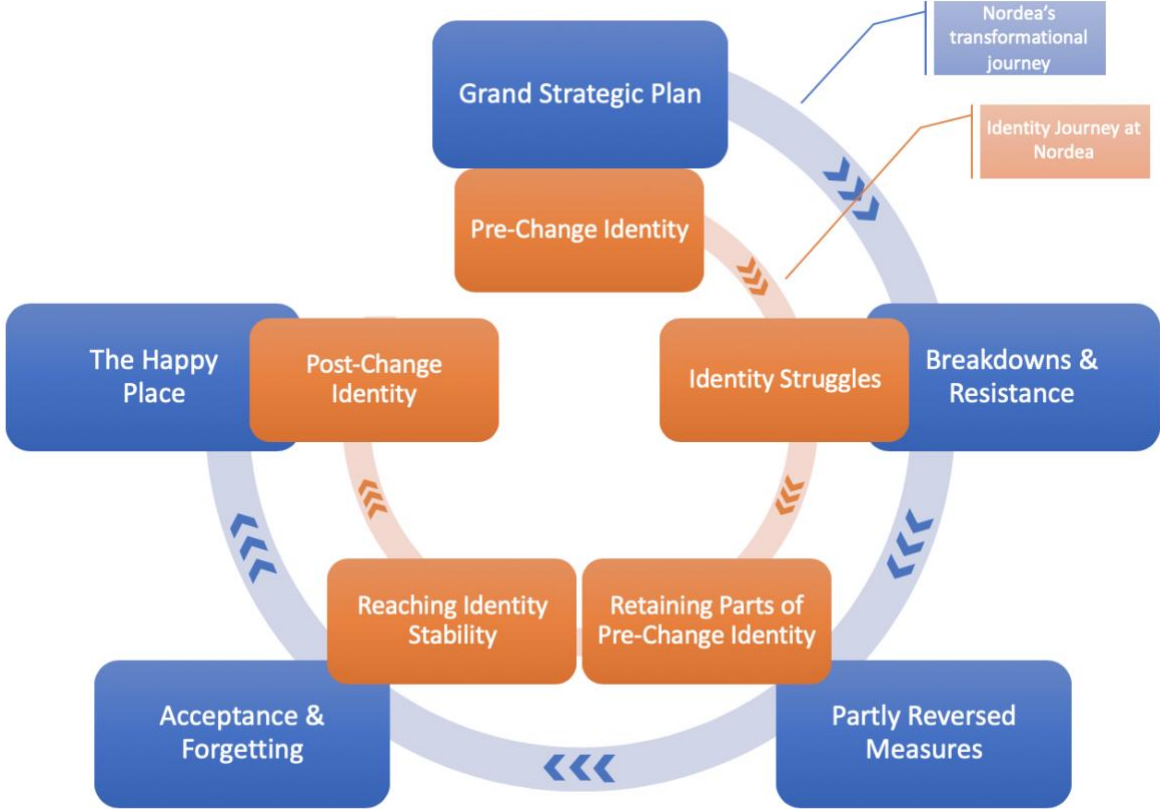 Nordea’s
transformational
journey
Grand Strategic Plan
Identity Journey at
Nordea
Pre-Change Identity
The Happy
Place
Post-Change
Identity
Identity Struggles
Breakdowns &
Resistance
Reaching Identity
Stability
Retaining Parts of
Pre-Change Identity
Acceptance &
Forgetting
Partly Reversed
Measures